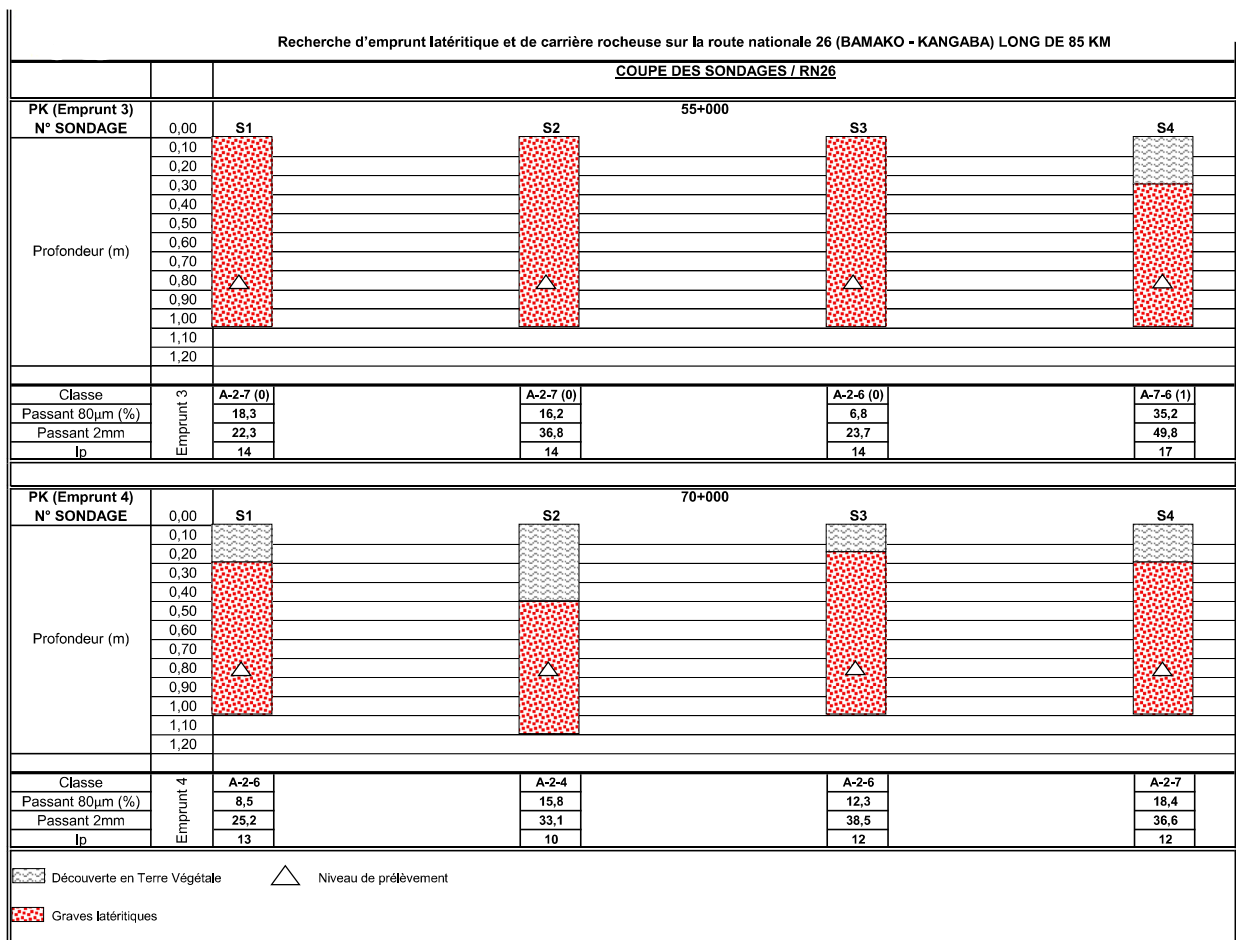 Recherche d'emprunt latéritique et de carrière rocheuse sur la route nationale 26 (BAMAKO - KANGABA) LONG DE 85 KM
COUPE DES SONDAGES / RN26
PK (Emprunt 3) 55+000
N° SONDAGE 0,00 S1 S2 S3 S4
0,10
0,20
0,30
0,40
0,50
0,60
Profondeur (m)
0,70
0,80
0,90
1,00
1,10
1,20
Emprunt 3
Classe A-2-7 (0) A-2-7 (0) A-2-6 (0) A-7-6 (1)
Passant 80µm (%) 18,3 16,2 6,8 35,2
Passant 2mm 22,3 36,8 23,7 49,8
Ip 14 14 14 17
PK (Emprunt 4) 70+000
N° SONDAGE 0,00 S1 S2 S3 S4
0,10
0,20
0,30
0,40
0,50
0,60
Profondeur (m)
0,70
0,80
0,90
1,00
1,10
1,20
Emprunt 4
Classe A-2-6 A-2-4 A-2-6 A-2-7
Passant 80µm (%) 8,5 15,8 12,3 18,4
Passant 2mm 25,2 33,1 38,5 36,6
Ip 13 10 12 12
Découverte en Terre Végétale Niveau de prélèvement
Graves latéritiques